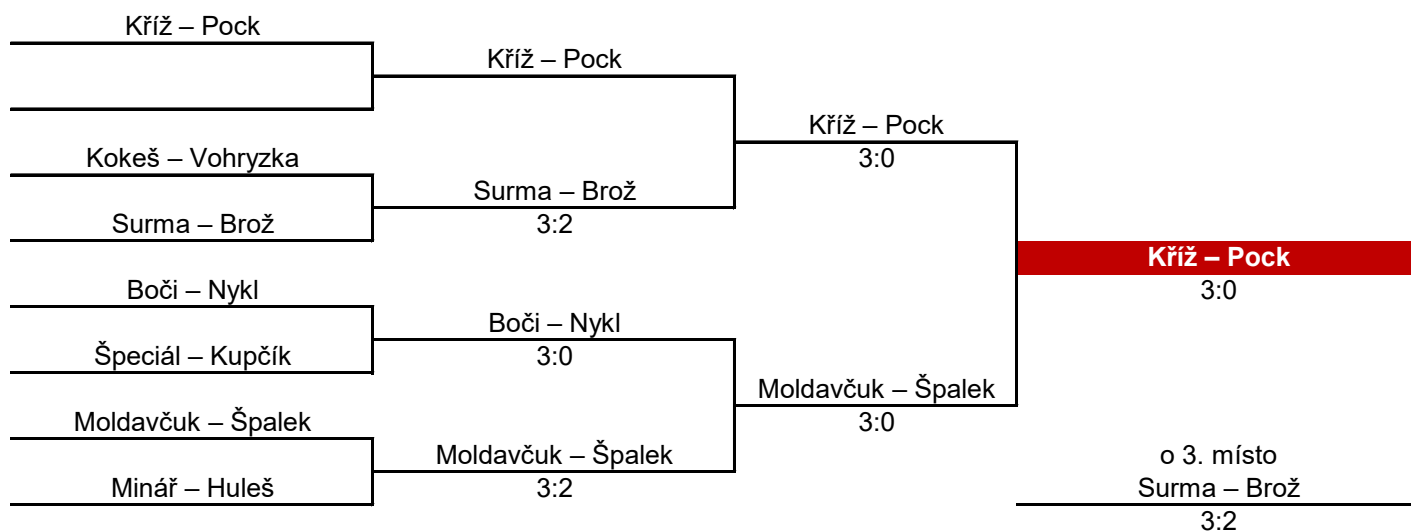 Kříž – Pock
Kokeš – Vohryzka
Surma – Brož
Boči – Nykl
Špeciál – Kupčík
Moldavčuk – Špalek
Minář – Huleš
Kříž – Pock
Surma – Brož
3:2
Boči – Nykl
3:0
Moldavčuk – Špalek
3:2
Kříž – Pock
3:0
Moldavčuk – Špalek
3:0
Kříž – Pock
3:0
o 3. místo
Surma – Brož
3:2